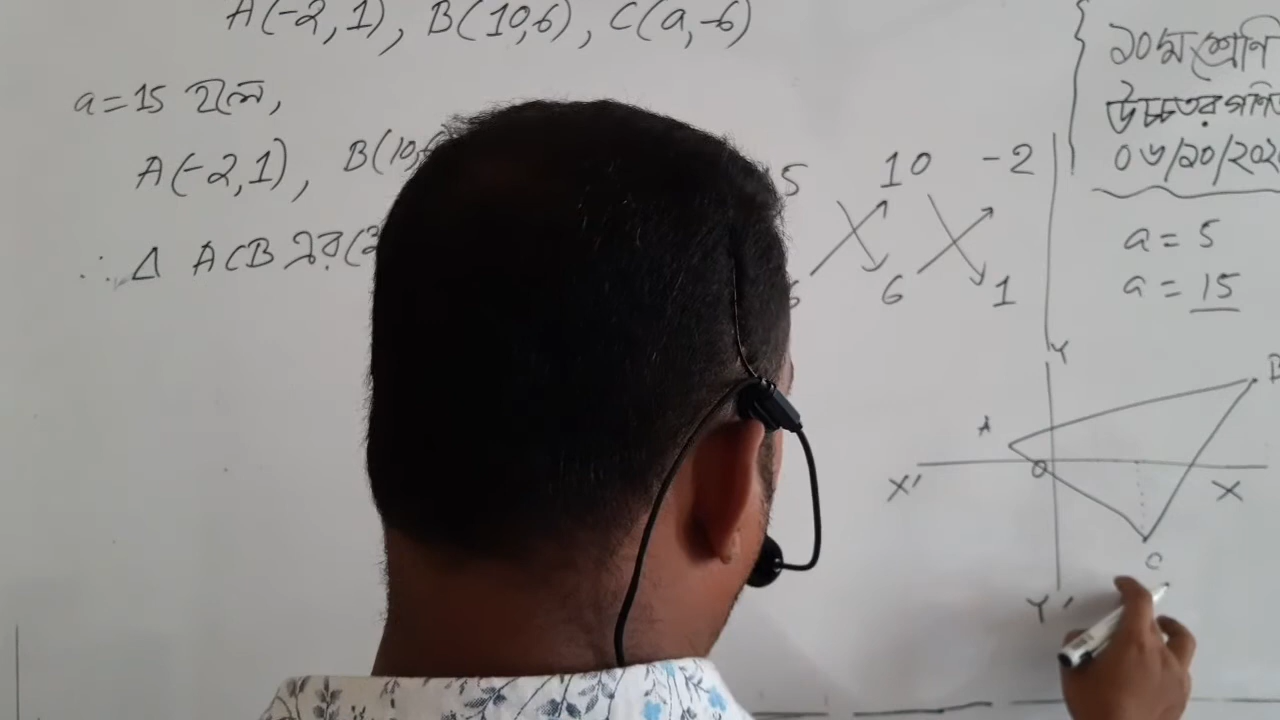 A(-2,1), B(10,6), C(a,-6)
a=15 হলে,
A(-2,1), B(10,
∴ Δ ACB এর
5 10 -2
6 1
১০ম শ্রেণি
উচ্চতর গণি
a = 5
a = 15
Y
B
A
O
X'
X
C
Y'